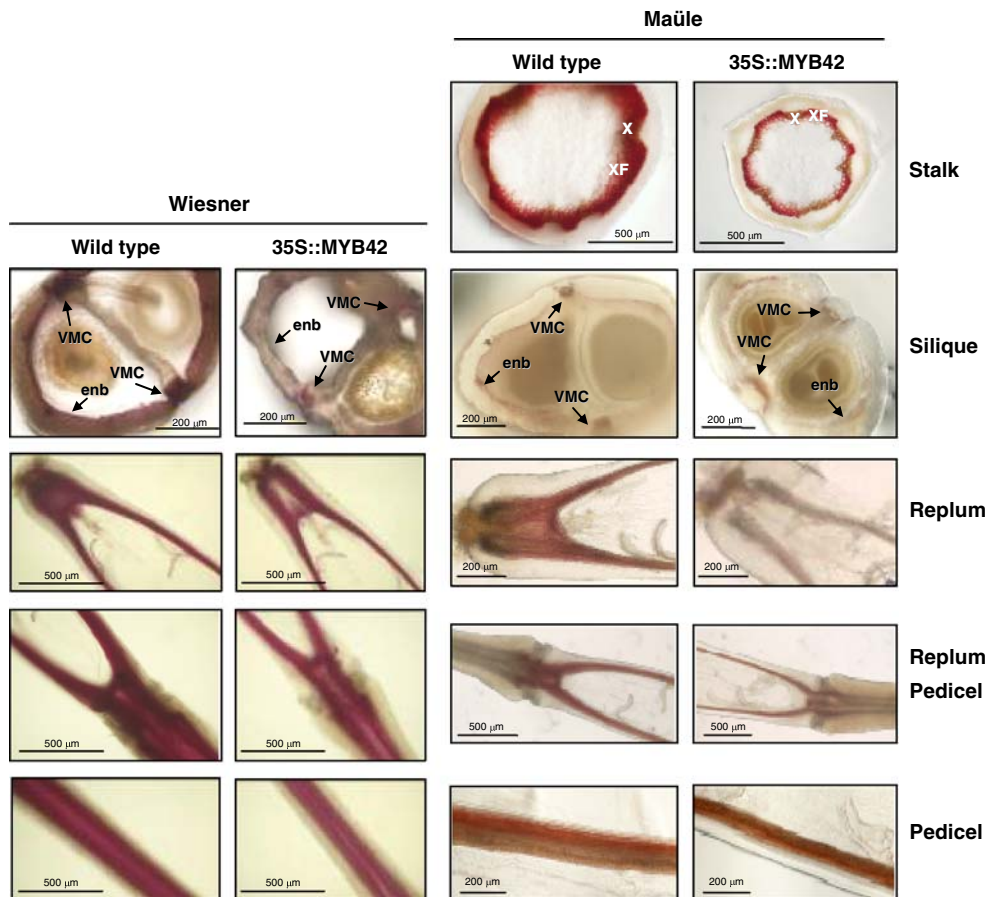 Maüle
Wild type
35S::MYB42
X
XF
500 µm
X XF
500 µm
Stalk
Wiesner
Wild type
35S::MYB42
VMC
VMC
enb
200 µm
VMC
enb
VMC
200 µm
VMC
enb
VMC
200 µm
VMC
VMC
enb
200 µm
Silique
500 µm
500 µm
200 µm
200 µm
Replum
500 µm
500 µm
500 µm
500 µm
Replum
Pedicel
500 µm
500 µm
200 µm
200 µm
Pedicel